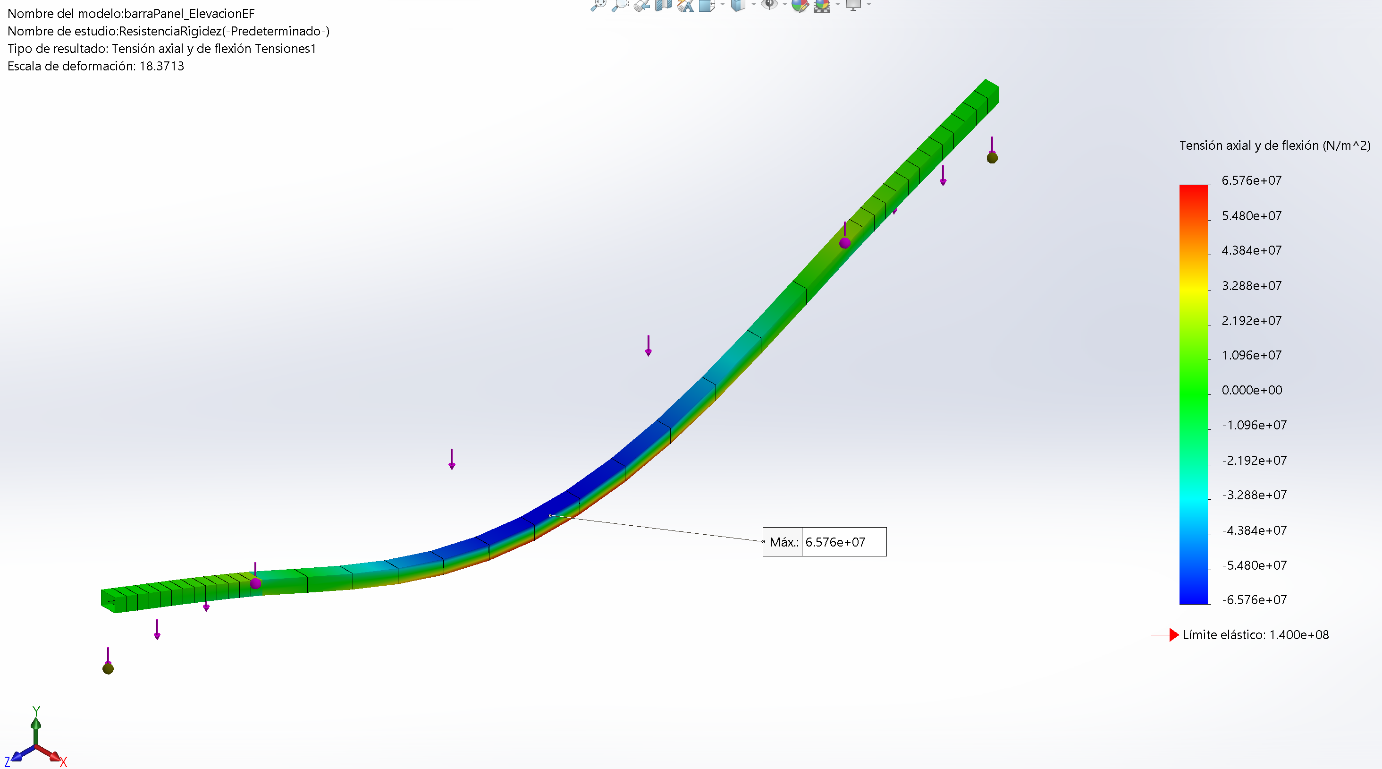 Nombre del modelo:barraPanel_ElevacionEF
Nombre de estudio:ResistenciaRigidez(-Predeterminado-)
Tipo de resultado: Tensión axial y de flexión Tensiones1
Escala de deformación: 18.3713
Tensión axial y de flexión (N/m^2)
6.576e+07
5.480e+07
4.384e+07
3.288e+07
2.192e+07
1.096e+07
0.000e+00
-1.096e+07
-2.192e+07
-3.288e+07
-4.384e+07
-5.480e+07
-6.576e+07
Límite elástico: 1.400e+08
Máx.: 6.576e+07
Y
Z
X